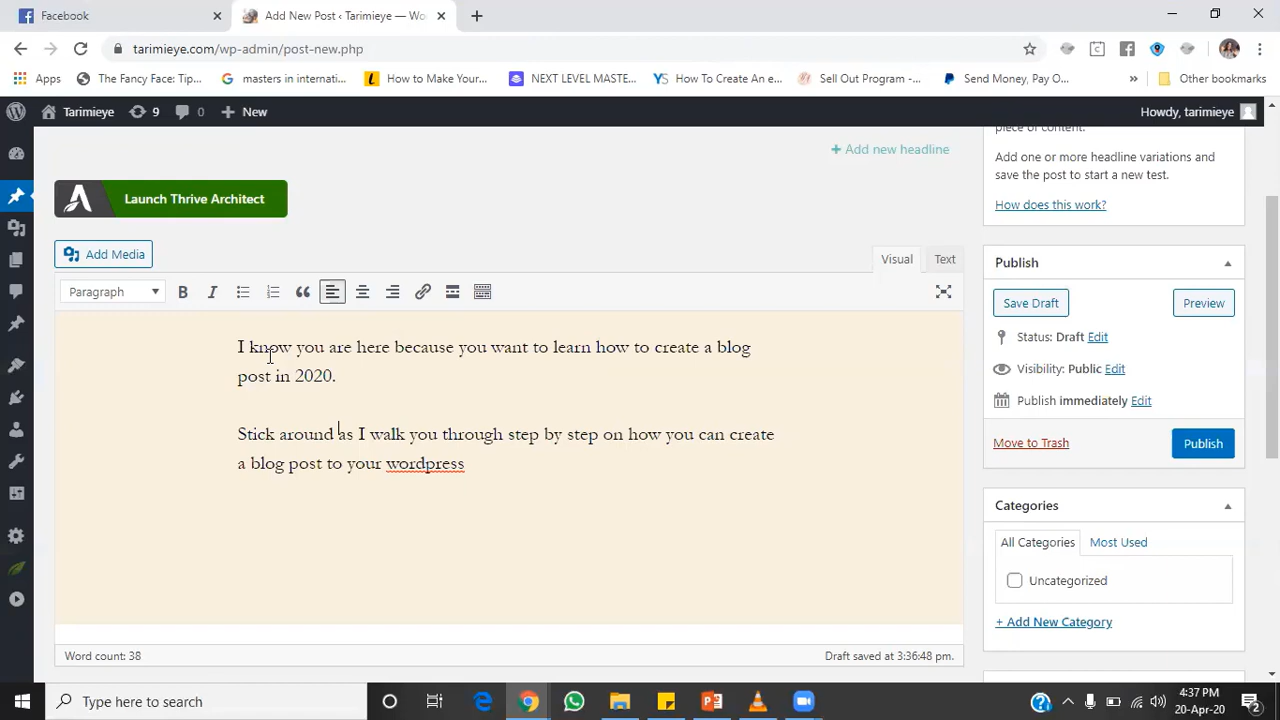 Facebook
Add New Post ‹ Tarimieye — Wo
tarimieye.com/wp-admin/post-new.php
Apps
The Fancy Face: Tip...
masters in internati...
How to Make Your...
NEXT LEVEL MASTE...
YS How To Create An e...
Sell Out Program -...
Send Money, Pay O...
»
Other bookmarks
Tarimieye
9
0
New
Howdy, tarimieye
+ Add new headline
piece of content.
Add one or more headline variations and
save the post to start a new test.
How does this work?
Launch Thrive Architect
Add Media
Visual
Text
Paragraph
B
I
I know you are here because you want to learn how to create a blog
post in 2020.
Stick around as I walk you through step by step on how you can create
a blog post to your wordpress
Word count: 38
Draft saved at 3:36:48 pm.
Publish
Save Draft
Preview
Status: Draft Edit
Visibility: Public Edit
Publish immediately Edit
Move to Trash
Publish
Categories
All Categories
Most Used
Uncategorized
+ Add New Category
Type here to search
4:37 PM
20-Apr-20
2